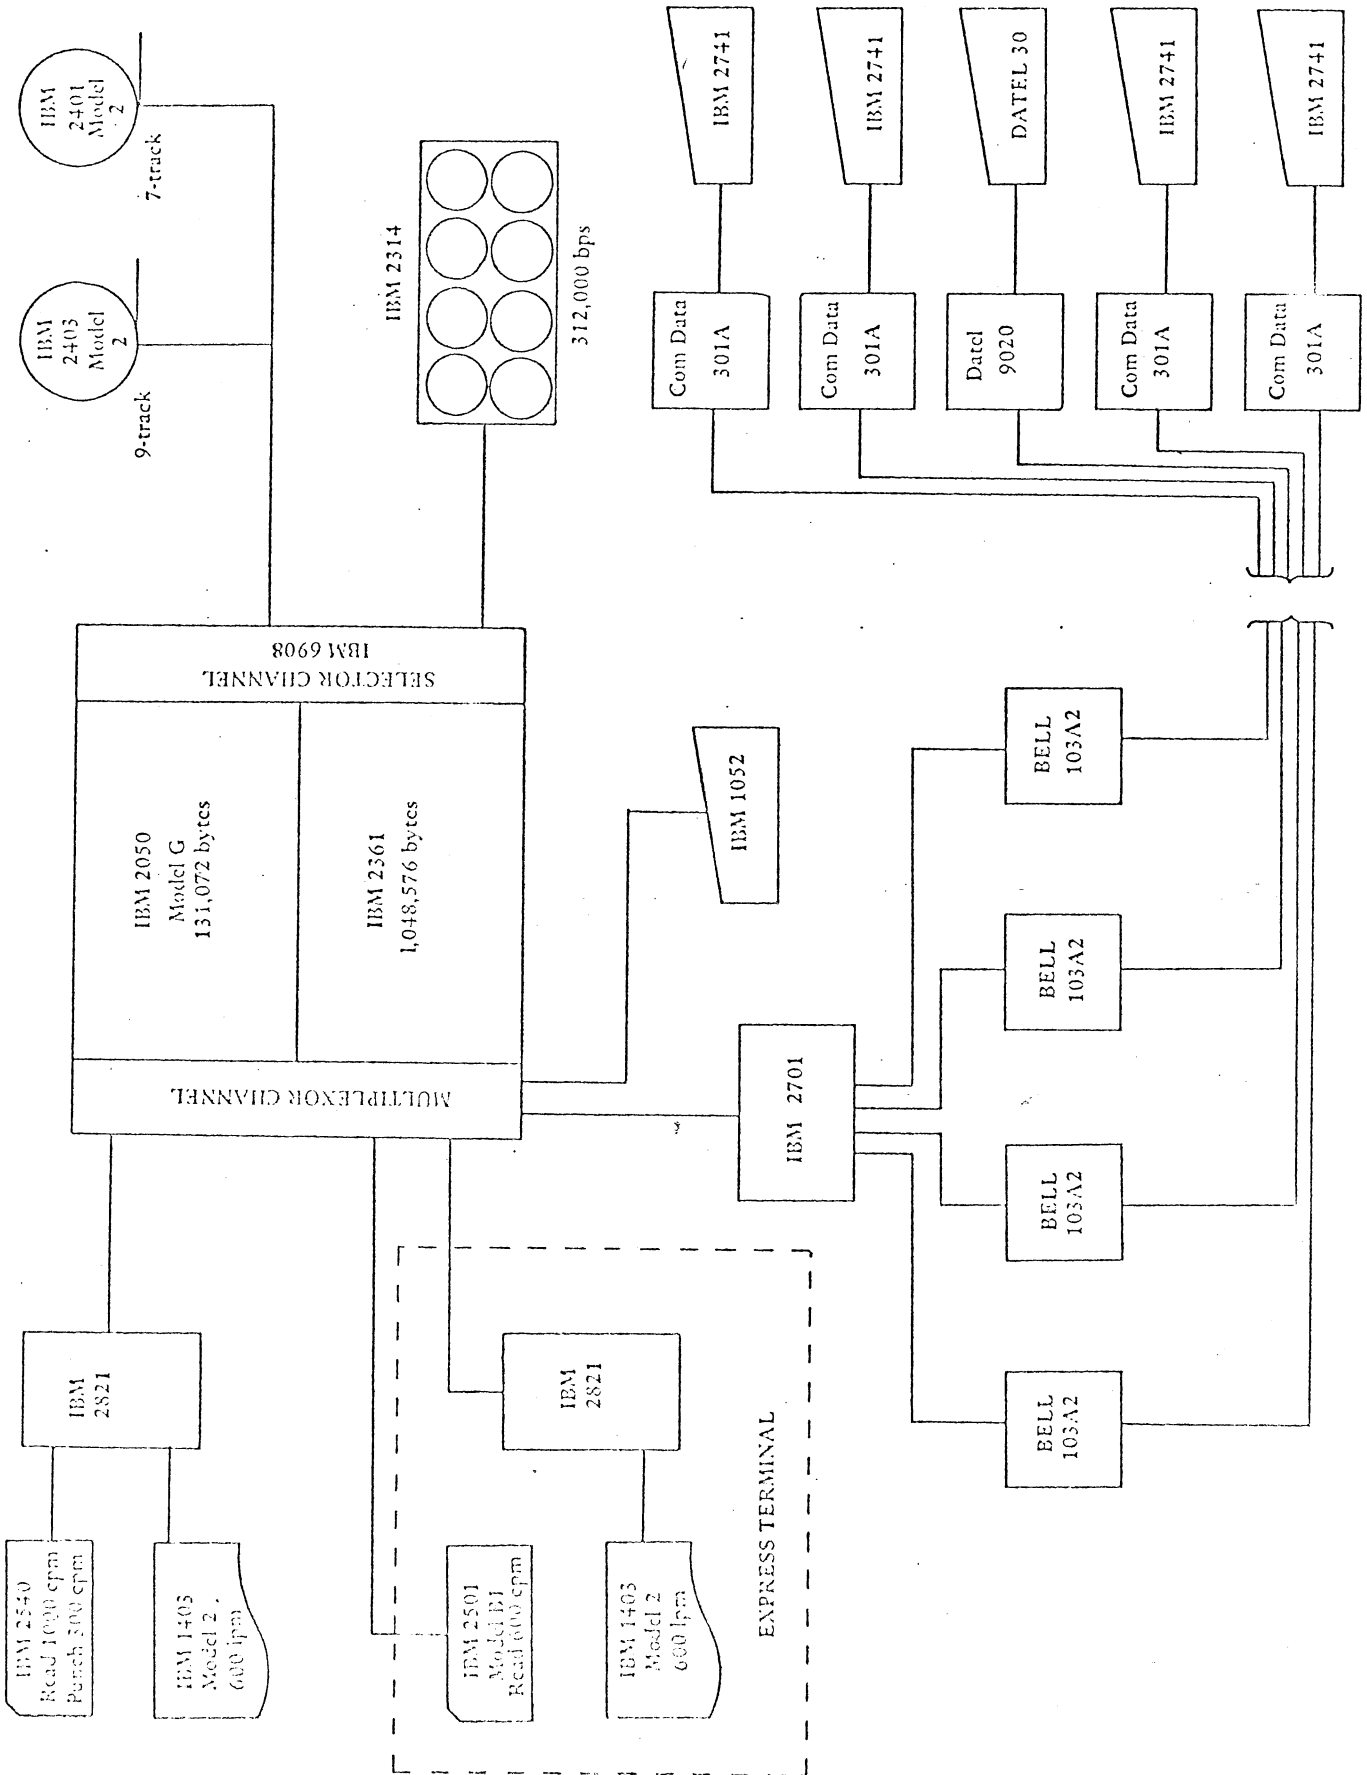 IBM 2540
Read 1000 cpm
Punch 300 cpm
IBM 1403
Model 2
600 lpm
IBM
2821
IBM 2501
Model B1
Read 600 cpm
IBM 1403
Model 2
600 lpm
IBM
2821
EXPRESS TERMINAL
MULTIPLEXOR CHANNEL
IBM 2050
Model G
131,072 bytes
IBM 2361
1,048,576 bytes
SELECTOR CHANNEL
IBM 6908
IBM
2403
Model
2
9-track
IBM
2401
Model
2
7-track
IBM 2314
312,000 bps
IBM 1052
IBM 2701
BELL
103A2
BELL
103A2
BELL
103A2
BELL
103A2
Com Data
301A
IBM 2741
Com Data
301A
IBM 2741
Datel
9020
DATEL 30
Com Data
301A
IBM 2741
Com Data
301A
IBM 2741